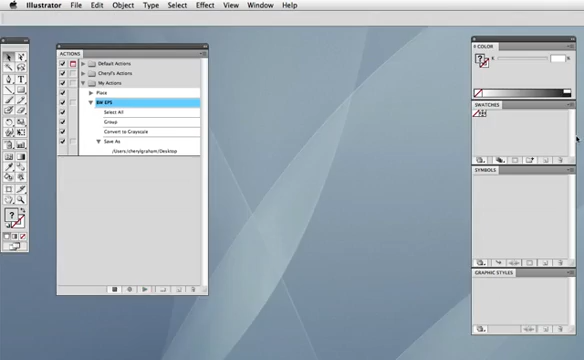 Illustrator File Edit Object Type Select Effect View Window Help
ACTIONS
Default Actions
Cheryl's Actions
My Actions
Place
BW EPS
Select All
Group
Convert to Grayscale
Save As
/Users/cherylgraham/Desktop
COLOR
K
SWATCHES
SYMBOLS
GRAPHIC STYLES